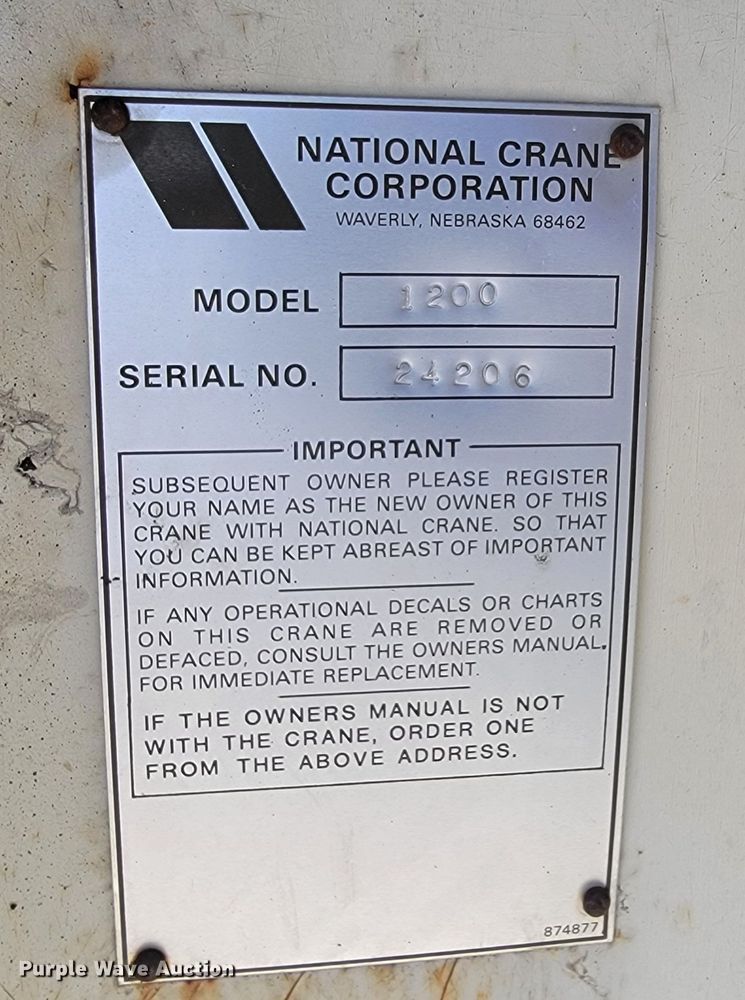 NATIONAL CRANE
CORPORATION
WAVERLY, NEBRASKA 68462
MODEL 1200
SERIAL NO. 24206
IMPORTANT
SUBSEQUENT OWNER PLEASE REGISTER
YOUR NAME AS THE NEW OWNER OF THIS
CRANE WITH NATIONAL CRANE. SO THAT
YOU CAN BE KEPT ABREAST OF IMPORTANT
INFORMATION.
IF ANY OPERATIONAL DECALS OR CHARTS
ON THIS CRANE ARE REMOVED OR
DEFACED, CONSULT THE OWNERS MANUAL.
FOR IMMEDIATE REPLACEMENT.
IF THE OWNERS MANUAL IS NOT
WITH THE CRANE, ORDER ONE
FROM THE ABOVE ADDRESS.
874877
Purple Wave Auction